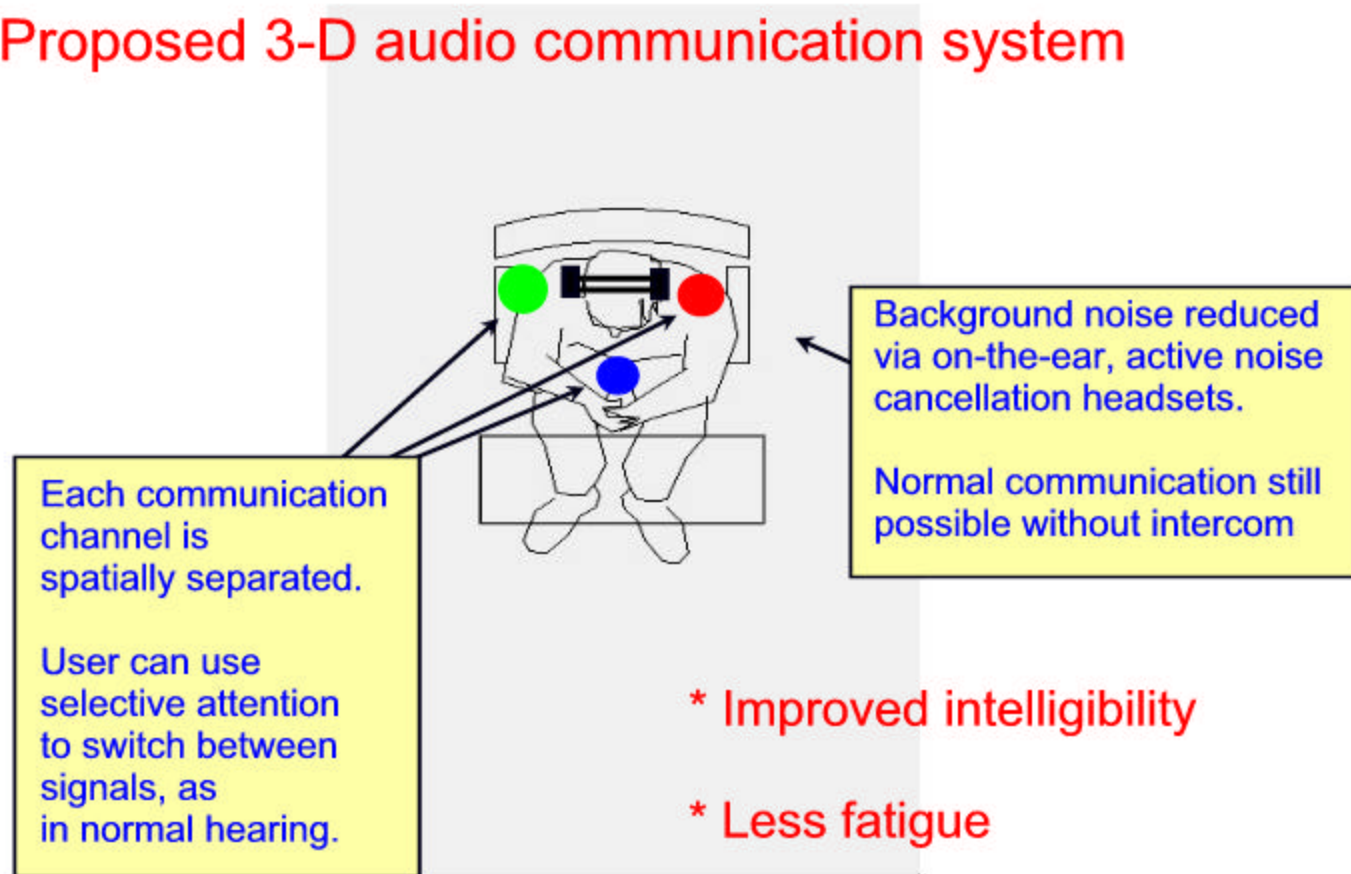 Proposed 3-D audio communication system
Background noise reduced
via on-the-ear, active noise
cancellation headsets.
Normal communication still
possible without intercom
Each communication
channel is
spatially separated.
User can use
selective attention
to switch between
signals, as
in normal hearing.
* Improved intelligibility
* Less fatigue